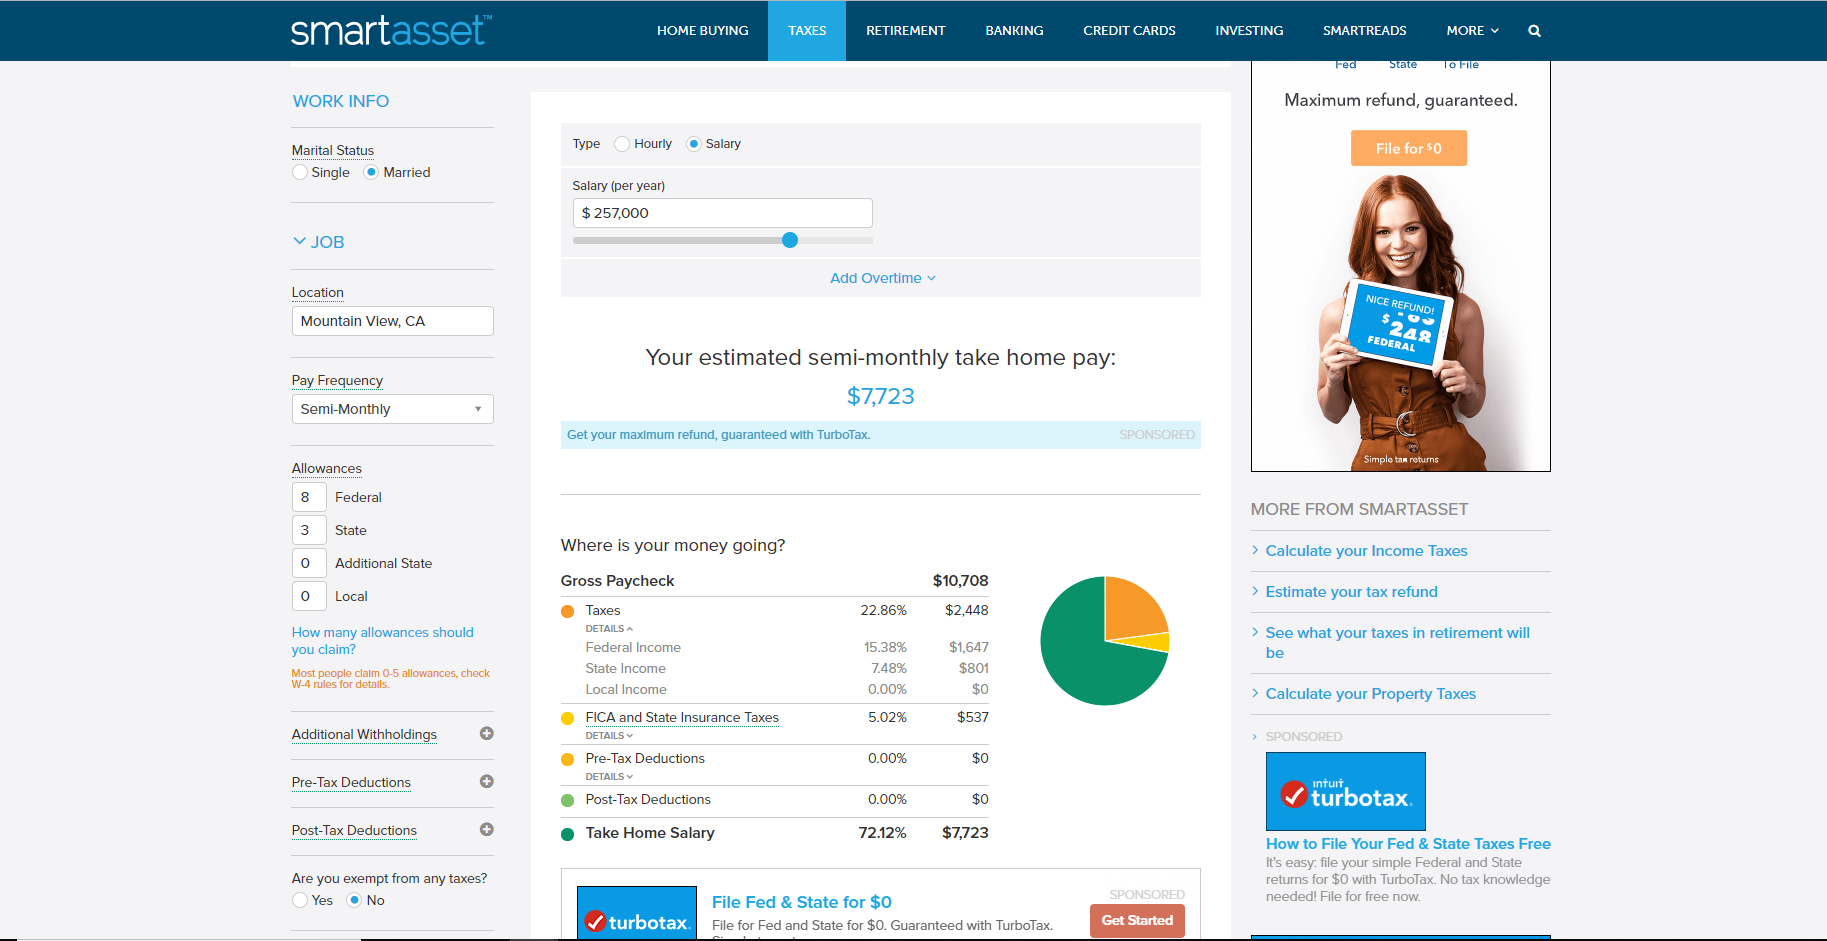 smartasset™
HOME BUYING
TAXES
RETIREMENT
BANKING
CREDIT CARDS
INVESTING
SMARTREADS
MORE
WORK INFO
Marital Status
Single Married
JOB
Location
Mountain View, CA
Pay Frequency
Semi-Monthly
Allowances
8 Federal
3 State
0 Additional State
0 Local
How many allowances should
you claim?
Most people claim 0-5 allowances, check
W-4 rules for details.
Additional Withholdings
Pre-Tax Deductions
Post-Tax Deductions
Are you exempt from any taxes?
Yes No
Type Hourly Salary
Salary (per year)
$ 257,000
Add Overtime
Your estimated semi-monthly take home pay:
$7,723
Get your maximum refund, guaranteed with TurboTax. SPONSORED
Where is your money going?
Gross Paycheck $10,708
Taxes 22.86% $2,448
DETAILS
Federal Income 15.38% $1,647
State Income 7.48% $801
Local Income 0.00% $0
FICA and State Insurance Taxes 5.02% $537
DETAILS
Pre-Tax Deductions 0.00% $0
DETAILS
Post-Tax Deductions 0.00% $0
Take Home Salary 72.12% $7,723
turbotax.
File Fed & State for $0
File for Fed and State for $0. Guaranteed with TurboTax.
SPONSORED
Get Started
Fed State To File
Maximum refund, guaranteed.
File for $0
NICE REFUND!
$
248
FEDERAL
Simple tax returns
MORE FROM SMARTASSET
Calculate your Income Taxes
Estimate your tax refund
See what your taxes in retirement will
be
Calculate your Property Taxes
SPONSORED
intuit
turbotax.
How to File Your Fed & State Taxes Free
It's easy: file your simple Federal and State
returns for $0 with TurboTax. No tax knowledge
needed! File for free now.